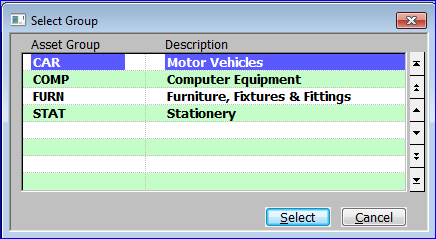 Select Group
Asset Group Description
CAR Motor Vehicles
COMP Computer Equipment
FURN Furniture, Fixtures & Fittings
STAT Stationery
Select Cancel